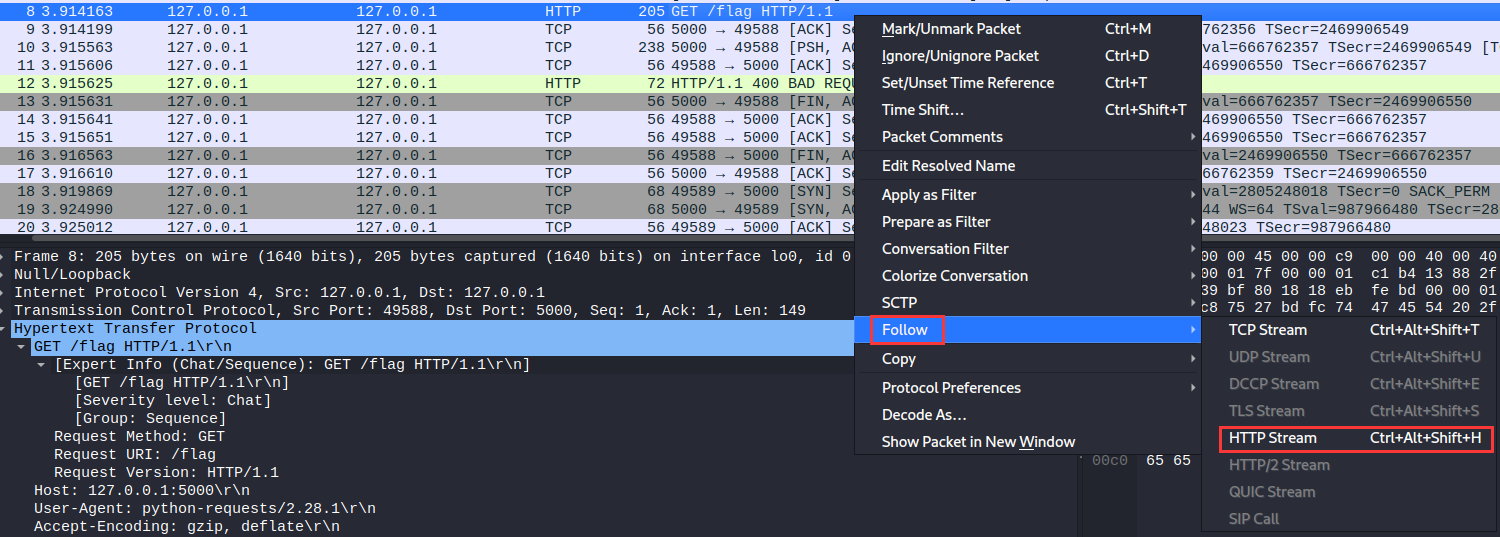 8 3.914163 127.0.0.1 127.0.0.1 HTTP 205 GET /flag HTTP/1.1
9 3.914199 127.0.0.1 127.0.0.1 TCP 56 5000 → 49588 [ACK] Se 762356 TSecr=2469906549
10 3.915563 127.0.0.1 127.0.0.1 TCP 238 5000 → 49588 [PSH, AC val=666762357 TSecr=2469906549 [T
11 3.915606 127.0.0.1 127.0.0.1 TCP 56 49588 → 5000 [ACK] Se 469906550 TSecr=666762357
12 3.915625 127.0.0.1 127.0.0.1 HTTP 72 HTTP/1.1 400 BAD REQU
13 3.915631 127.0.0.1 127.0.0.1 TCP 56 5000 → 49588 [FIN, AC val=666762357 TSecr=2469906550
14 3.915641 127.0.0.1 127.0.0.1 TCP 56 49588 → 5000 [ACK] Se 469906550 TSecr=666762357
15 3.915651 127.0.0.1 127.0.0.1 TCP 56 49588 → 5000 [ACK] Se 469906550 TSecr=666762357
16 3.916563 127.0.0.1 127.0.0.1 TCP 56 49588 → 5000 [FIN, AC val=2469906550 TSecr=666762357
17 3.916610 127.0.0.1 127.0.0.1 TCP 56 5000 → 49588 [ACK] Se 66762359 TSecr=2469906550
18 3.919869 127.0.0.1 127.0.0.1 TCP 68 49589 → 5000 [SYN] Se val=2805248018 TSecr=0 SACK_PERM
19 3.924990 127.0.0.1 127.0.0.1 TCP 68 5000 → 49589 [SYN, AC 44 WS=64 TSval=987966480 TSecr=28
20 3.925012 127.0.0.1 127.0.0.1 TCP 56 49589 → 5000 [ACK] Se 48023 TSecr=987966480
Mark/Unmark Packet Ctrl+M
Ignore/Unignore Packet Ctrl+D
Set/Unset Time Reference Ctrl+T
Time Shift… Ctrl+Shift+T
Packet Comments
Edit Resolved Name
Apply as Filter
Prepare as Filter
Conversation Filter
Colorize Conversation
SCTP
Follow
Copy
Protocol Preferences
Decode As…
Show Packet in New Window
TCP Stream Ctrl+Alt+Shift+T
UDP Stream Ctrl+Alt+Shift+U
DCCP Stream Ctrl+Alt+Shift+E
TLS Stream Ctrl+Alt+Shift+S
HTTP Stream Ctrl+Alt+Shift+H
HTTP/2 Stream
QUIC Stream
SIP Call
Frame 8: 205 bytes on wire (1640 bits), 205 bytes captured (1640 bits) on interface lo0, id 0
Null/Loopback
Internet Protocol Version 4, Src: 127.0.0.1, Dst: 127.0.0.1
Transmission Control Protocol, Src Port: 49588, Dst Port: 5000, Seq: 1, Ack: 1, Len: 149
Hypertext Transfer Protocol
GET /flag HTTP/1.1\r\n
[Expert Info (Chat/Sequence): GET /flag HTTP/1.1\r\n]
[GET /flag HTTP/1.1\r\n]
[Severity level: Chat]
[Group: Sequence]
Request Method: GET
Request URI: /flag
Request Version: HTTP/1.1
Host: 127.0.0.1:5000\r\n
User-Agent: python-requests/2.28.1\r\n
Accept-Encoding: gzip, deflate\r\n
00 00 45 00 00 c9 00 00 40 00 40
00 01 7f 00 00 01 c1 b4 13 88 2f
39 bf 80 18 18 eb fe bd 00 00 01
c8 75 27 bd fc 74 47 45 54 20 2f
00c0 65 65